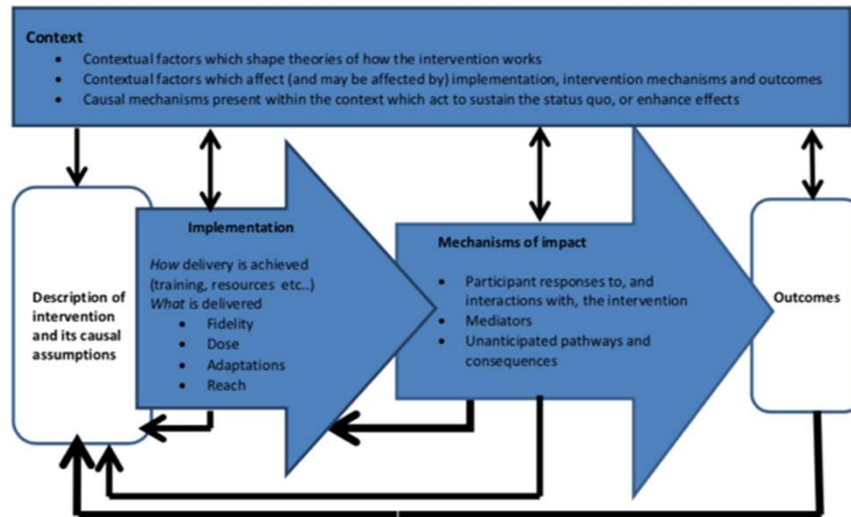 Context
• Contextual factors which shape theories of how the intervention works
• Contextual factors which affect (and may be affected by) implementation, intervention mechanisms and outcomes
• Causal mechanisms present within the context which act to sustain the status quo, or enhance effects
Description of
intervention
and its causal
assumptions
Implementation
How delivery is achieved
(training, resources etc..)
What is delivered
• Fidelity
• Dose
• Adaptations
• Reach
Mechanisms of impact
• Participant responses to, and
interactions with, the intervention
• Mediators
• Unanticipated pathways and
consequences
Outcomes